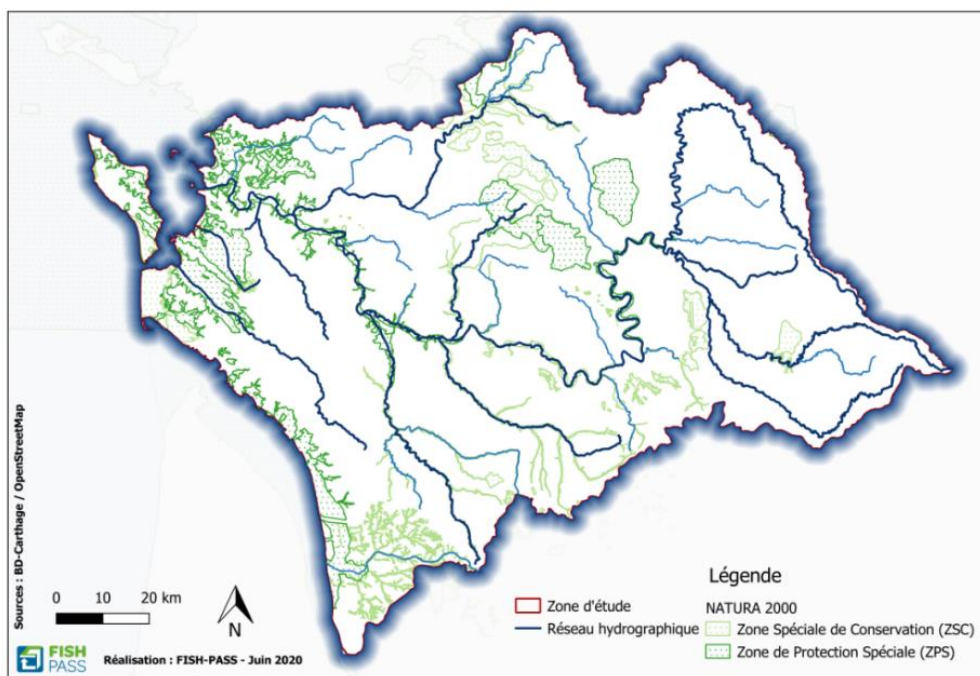 Sources : BD-Carthage / OpenStreetMap
0 10 20 km
N
FISH
PASS
Réalisation : FISH-PASS - Juin 2020
Légende
Zone d'étude
Réseau hydrographique
NATURA 2000
Zone Spéciale de Conservation (ZSC)
Zone de Protection Spéciale (ZPS)